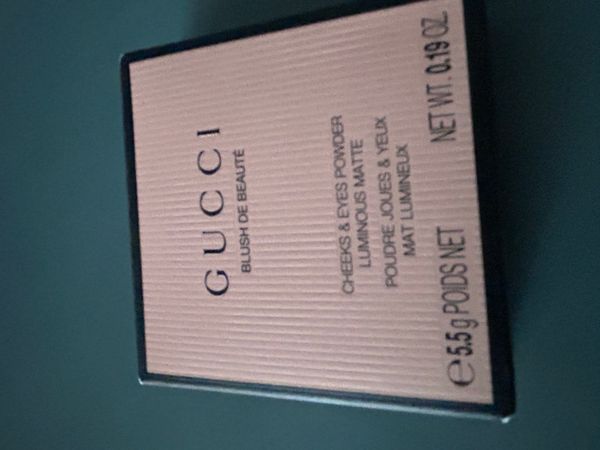 GUCCI
BLUSH DE BEAUTÉ
CHEEKS & EYES POWDER
LUMINOUS MATTE
POUDRE JOUES & YEUX
MAT LUMINEUX
℮ 5.5 g POIDS NET NET WT. 0.19 OZ.